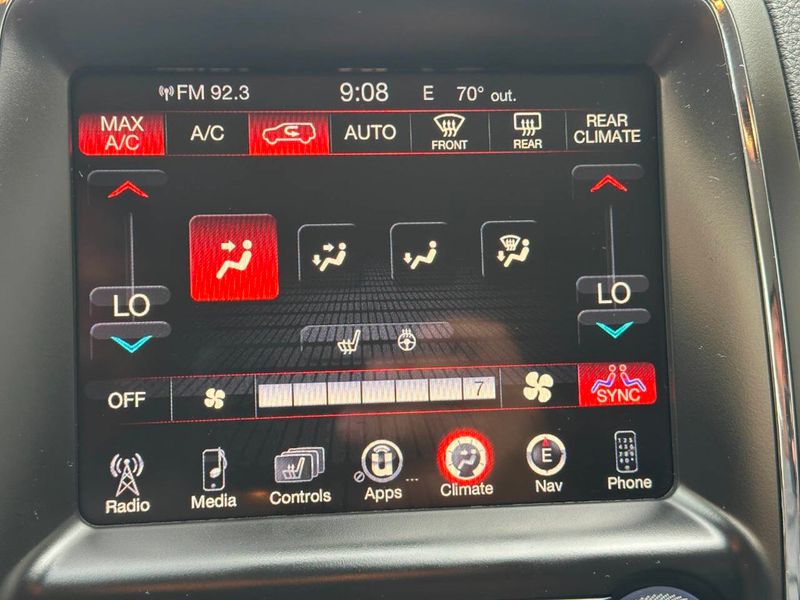 FM 92.3 9:08 E 70° out.
MAX A/C
A/C
AUTO
FRONT
REAR
REAR CLIMATE
LO
LO
OFF
7
SYNC
Radio
Media
Controls
Apps
...
Climate
E
Nav
Phone